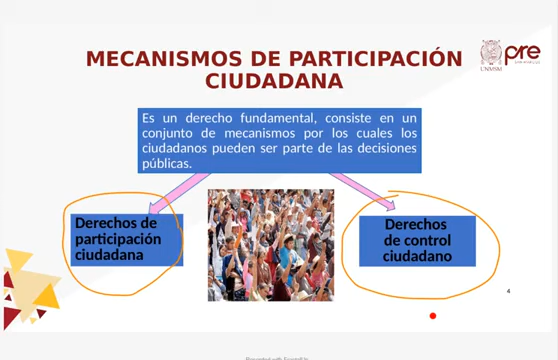 MECANISMOS DE PARTICIPACIÓN
CIUDADANA
UNMSM
pre
Es un derecho fundamental, consiste en un
conjunto de mecanismos por los cuales los
ciudadanos pueden ser parte de las decisiones
públicas.
Derechos de
participación
ciudadana
Derechos
de control
ciudadano
4